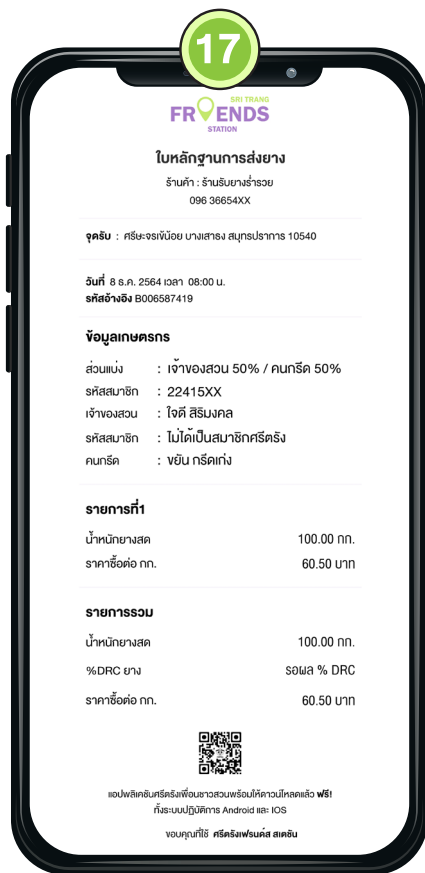 17
SRI TRANG
FRIENDS
STATION
ใบหลักฐานการส่งยาง
ร้านค้า : ร้านรับยางร่ำรวย
096 36654XX
จุดรับ : ศรีษะจรเข้น้อย บางเสาธง สมุทรปราการ 10540
วันที่ 8 ธ.ค. 2564 เวลา 08:00 น.
รหัสอ้างอิง B006587419
ข้อมูลเกษตรกร
ส่วนแบ่ง : เจ้าของสวน 50% / คนกรีด 50%
รหัสสมาชิก : 22415XX
เจ้าของสวน : ใจดี สิริมงคล
รหัสสมาชิก : ไม่ได้เป็นสมาชิกศรีตรัง
คนกรีด : ขยัน กรีดเก่ง
รายการที่1
น้ำหนักยางสด 100.00 กก.
ราคาซื้อต่อ กก. 60.50 บาท
รายการรวม
น้ำหนักยางสด 100.00 กก.
%DRC ยาง รอผล % DRC
ราคาซื้อต่อ กก. 60.50 บาท
แอปพลิเคชันศรีตรังเพื่อนชาวสวนพร้อมให้ดาวน์โหลดแล้ว ฟรี!
ทั้งระบบปฏิบัติการ Android และ IOS
ขอบคุณที่ใช้ ศรีตรังเฟรนด์ส สเตชัน